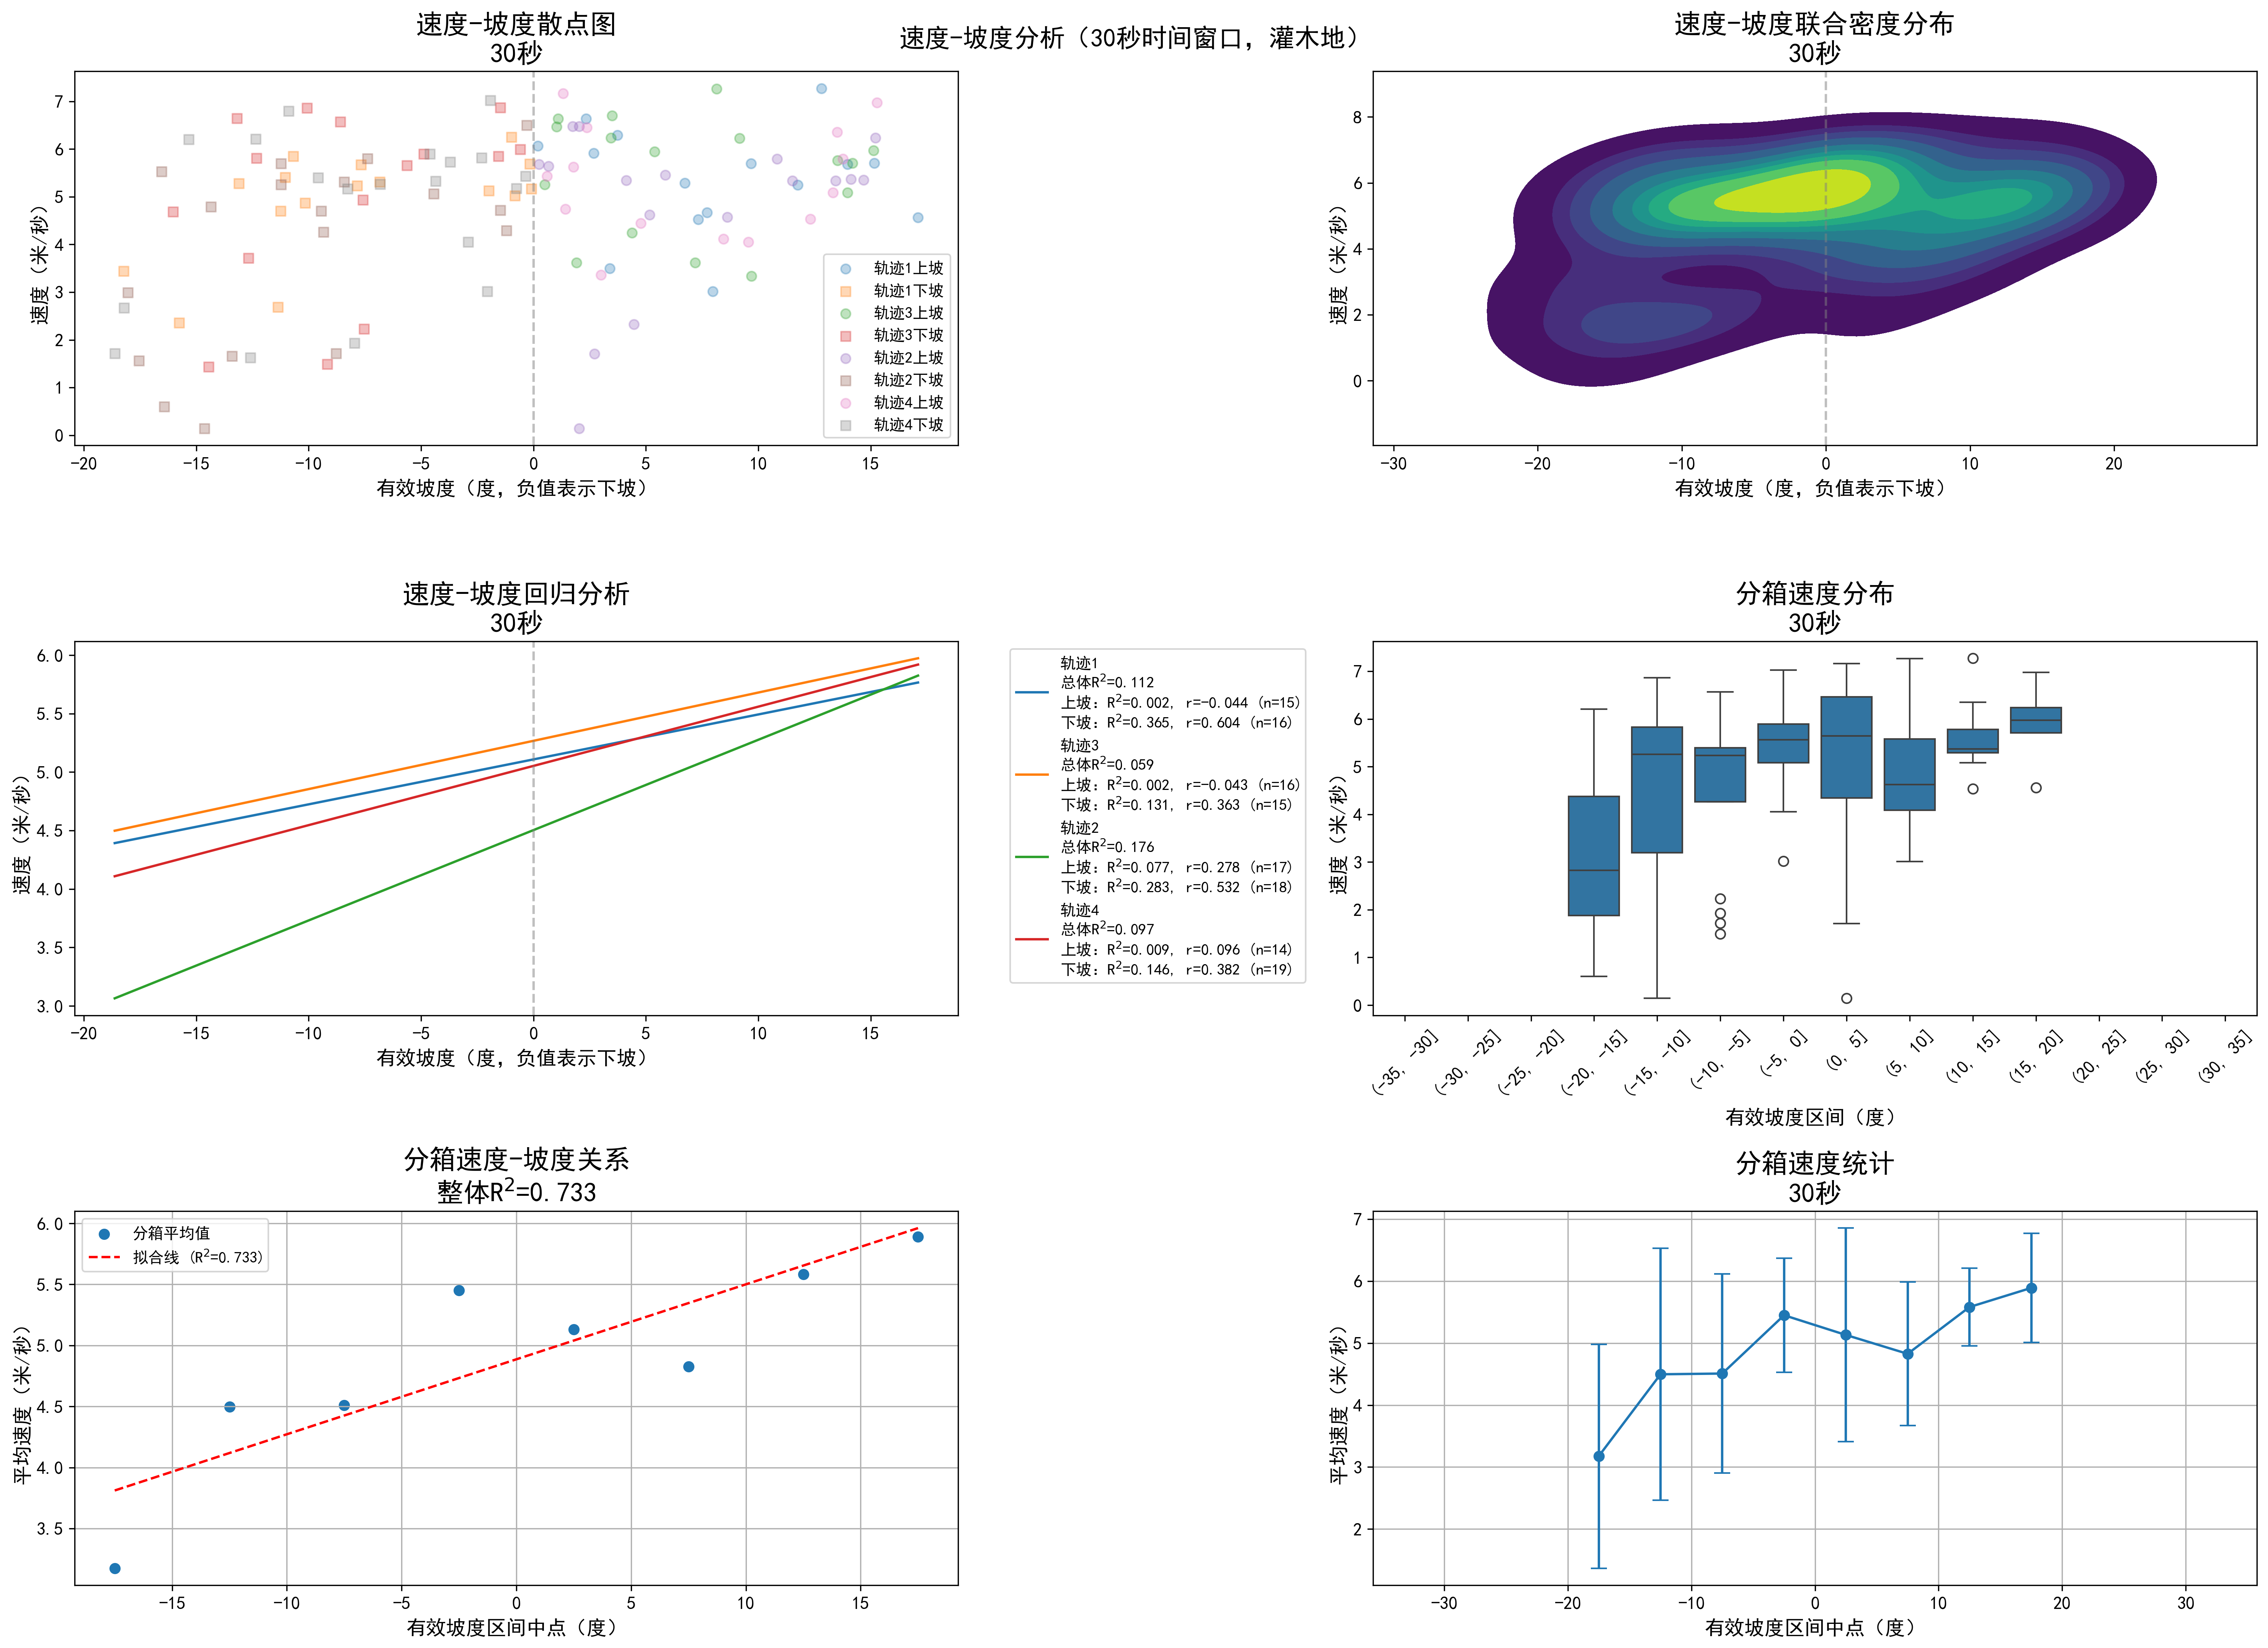 速度-坡度分析（30秒时间窗口，灌木地）
速度-坡度散点图
30秒
速度（米/秒）
7
6
5
4
3
2
1
0
−20
−15
−10
−5
0
5
10
15
有效坡度（度，负值表示下坡）
轨迹1上坡
轨迹1下坡
轨迹3上坡
轨迹3下坡
轨迹2上坡
轨迹2下坡
轨迹4上坡
轨迹4下坡
速度-坡度联合密度分布
30秒
速度（米/秒）
8
6
4
2
0
−30
−20
−10
0
10
20
有效坡度（度，负值表示下坡）
速度-坡度回归分析
30秒
速度（米/秒）
6.0
5.5
5.0
4.5
4.0
3.5
3.0
−20
−15
−10
−5
0
5
10
15
有效坡度（度，负值表示下坡）
轨迹1
总体R²=0.112
上坡：R²=0.002, r=-0.044 (n=15)
下坡：R²=0.365, r=0.604 (n=16)
轨迹3
总体R²=0.059
上坡：R²=0.002, r=-0.043 (n=16)
下坡：R²=0.131, r=0.363 (n=15)
轨迹2
总体R²=0.176
上坡：R²=0.077, r=0.278 (n=17)
下坡：R²=0.283, r=0.532 (n=18)
轨迹4
总体R²=0.097
上坡：R²=0.009, r=0.096 (n=14)
下坡：R²=0.146, r=0.382 (n=19)
分箱速度分布
30秒
速度（米/秒）
7
6
5
4
3
2
1
0
(-35, -30]
(-30, -25]
(-25, -20]
(-20, -15]
(-15, -10]
(-10, -5]
(-5, 0]
(0, 5]
(5, 10]
(10, 15]
(15, 20]
(20, 25]
(25, 30]
(30, 35]
有效坡度区间（度）
分箱速度-坡度关系
整体R²=0.733
平均速度（米/秒）
6.0
5.5
5.0
4.5
4.0
3.5
分箱平均值
拟合线 (R²=0.733)
−15
−10
−5
0
5
10
15
有效坡度区间中点（度）
分箱速度统计
30秒
平均速度（米/秒）
7
6
5
4
3
2
−30
−20
−10
0
10
20
30
有效坡度区间中点（度）